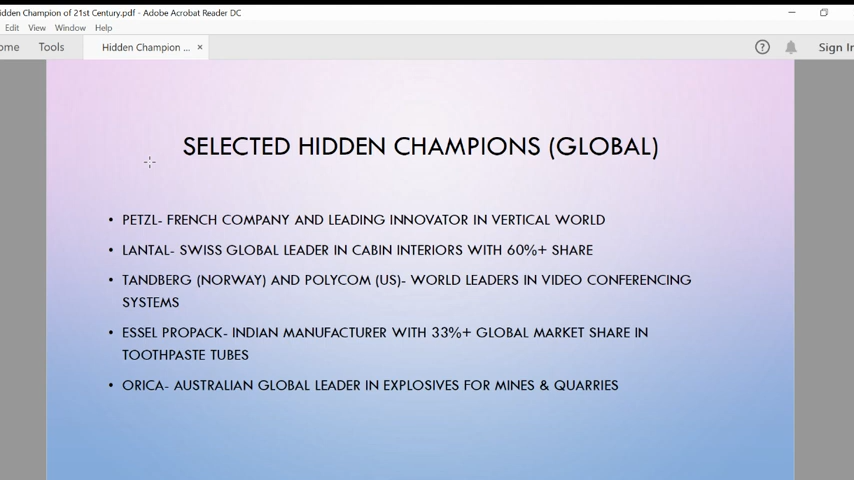 idden Champion of 21st Century.pdf - Adobe Acrobat Reader DC
Edit View Window Help
ome Tools Hidden Champion ... × ? Sign In
SELECTED HIDDEN CHAMPIONS (GLOBAL)
• PETZL- FRENCH COMPANY AND LEADING INNOVATOR IN VERTICAL WORLD
• LANTAL- SWISS GLOBAL LEADER IN CABIN INTERIORS WITH 60%+ SHARE
• TANDBERG (NORWAY) AND POLYCOM (US)- WORLD LEADERS IN VIDEO CONFERENCING
SYSTEMS
• ESSEL PROPACK- INDIAN MANUFACTURER WITH 33%+ GLOBAL MARKET SHARE IN
TOOTHPASTE TUBES
• ORICA- AUSTRALIAN GLOBAL LEADER IN EXPLOSIVES FOR MINES & QUARRIES